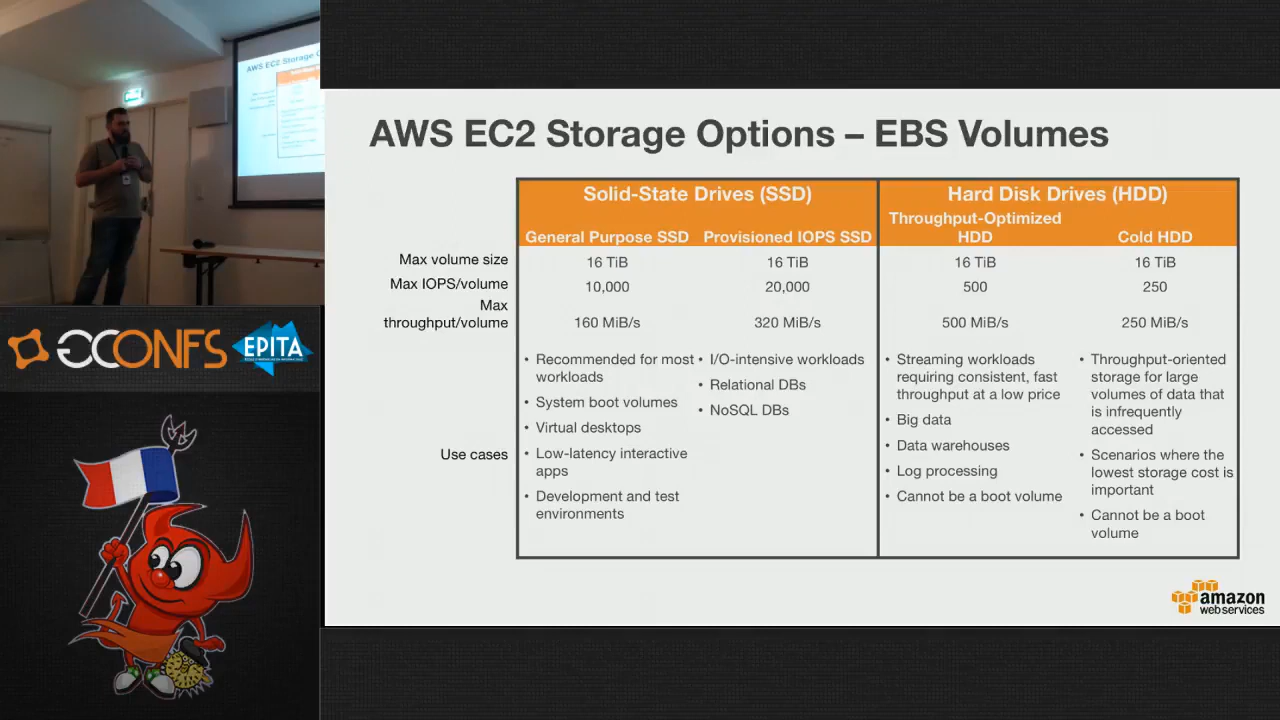 AWS EC2 Storage O
GCONFS
EPITA
AWS EC2 Storage Options – EBS Volumes
Solid-State Drives (SSD)
Hard Disk Drives (HDD)
General Purpose SSD
Provisioned IOPS SSD
Throughput-Optimized
HDD
Cold HDD
Max volume size
16 TiB
16 TiB
16 TiB
16 TiB
Max IOPS/volume
10,000
20,000
500
250
Max
throughput/volume
160 MiB/s
320 MiB/s
500 MiB/s
250 MiB/s
Use cases
• Recommended for most
workloads
• System boot volumes
• Virtual desktops
• Low-latency interactive
apps
• Development and test
environments
• I/O-intensive workloads
• Relational DBs
• NoSQL DBs
• Streaming workloads
requiring consistent, fast
throughput at a low price
• Big data
• Data warehouses
• Log processing
• Cannot be a boot volume
• Throughput-oriented
storage for large
volumes of data that
is infrequently
accessed
• Scenarios where the
lowest storage cost is
important
• Cannot be a boot
volume
amazon
webservices